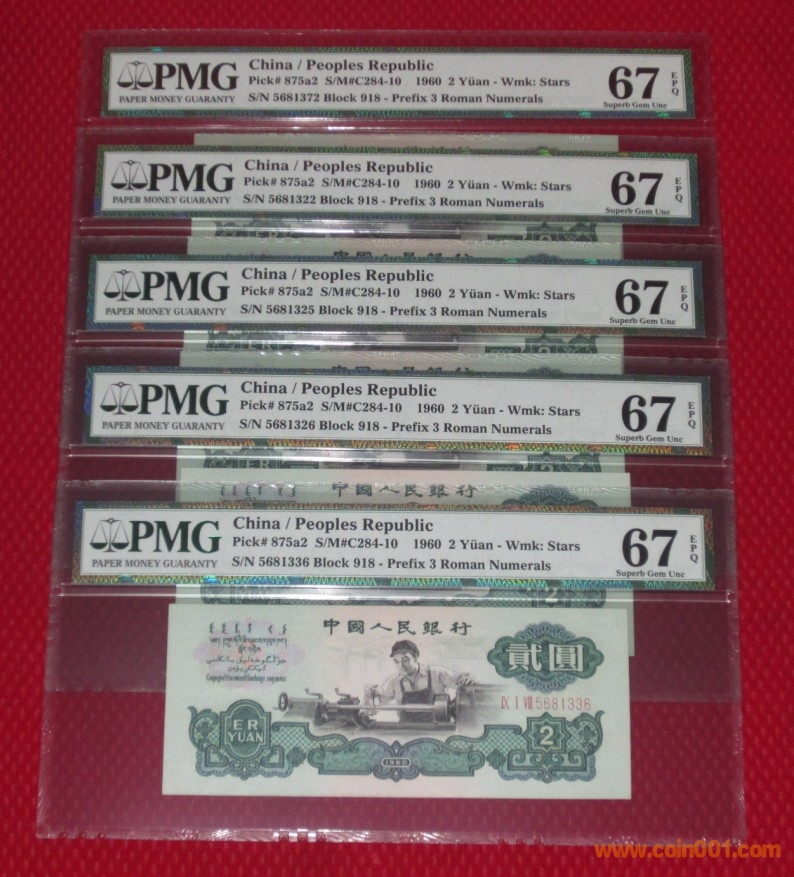 PMG
PAPER MONEY GUARANTY
China / Peoples Republic
Pick# 875a2 S/M#C284-10 1960 2 Yüan - Wmk: Stars
S/N 5681372 Block 918 - Prefix 3 Roman Numerals
67
EPQ
Superb Gem Unc
PMG
PAPER MONEY GUARANTY
China / Peoples Republic
Pick# 875a2 S/M#C284-10 1960 2 Yüan - Wmk: Stars
S/N 5681322 Block 918 - Prefix 3 Roman Numerals
67
EPQ
Superb Gem Unc
PMG
PAPER MONEY GUARANTY
China / Peoples Republic
Pick# 875a2 S/M#C284-10 1960 2 Yüan - Wmk: Stars
S/N 5681325 Block 918 - Prefix 3 Roman Numerals
67
EPQ
Superb Gem Unc
PMG
PAPER MONEY GUARANTY
China / Peoples Republic
Pick# 875a2 S/M#C284-10 1960 2 Yüan - Wmk: Stars
S/N 5681326 Block 918 - Prefix 3 Roman Numerals
67
EPQ
Superb Gem Unc
中國人民銀行
PMG
PAPER MONEY GUARANTY
China / Peoples Republic
Pick# 875a2 S/M#C284-10 1960 2 Yüan - Wmk: Stars
S/N 5681336 Block 918 - Prefix 3 Roman Numerals
67
EPQ
Superb Gem Unc
2
中國人民銀行
貳圓
IX I VIII 5681336
ER
YUAN
1960
2
www.coin001.com